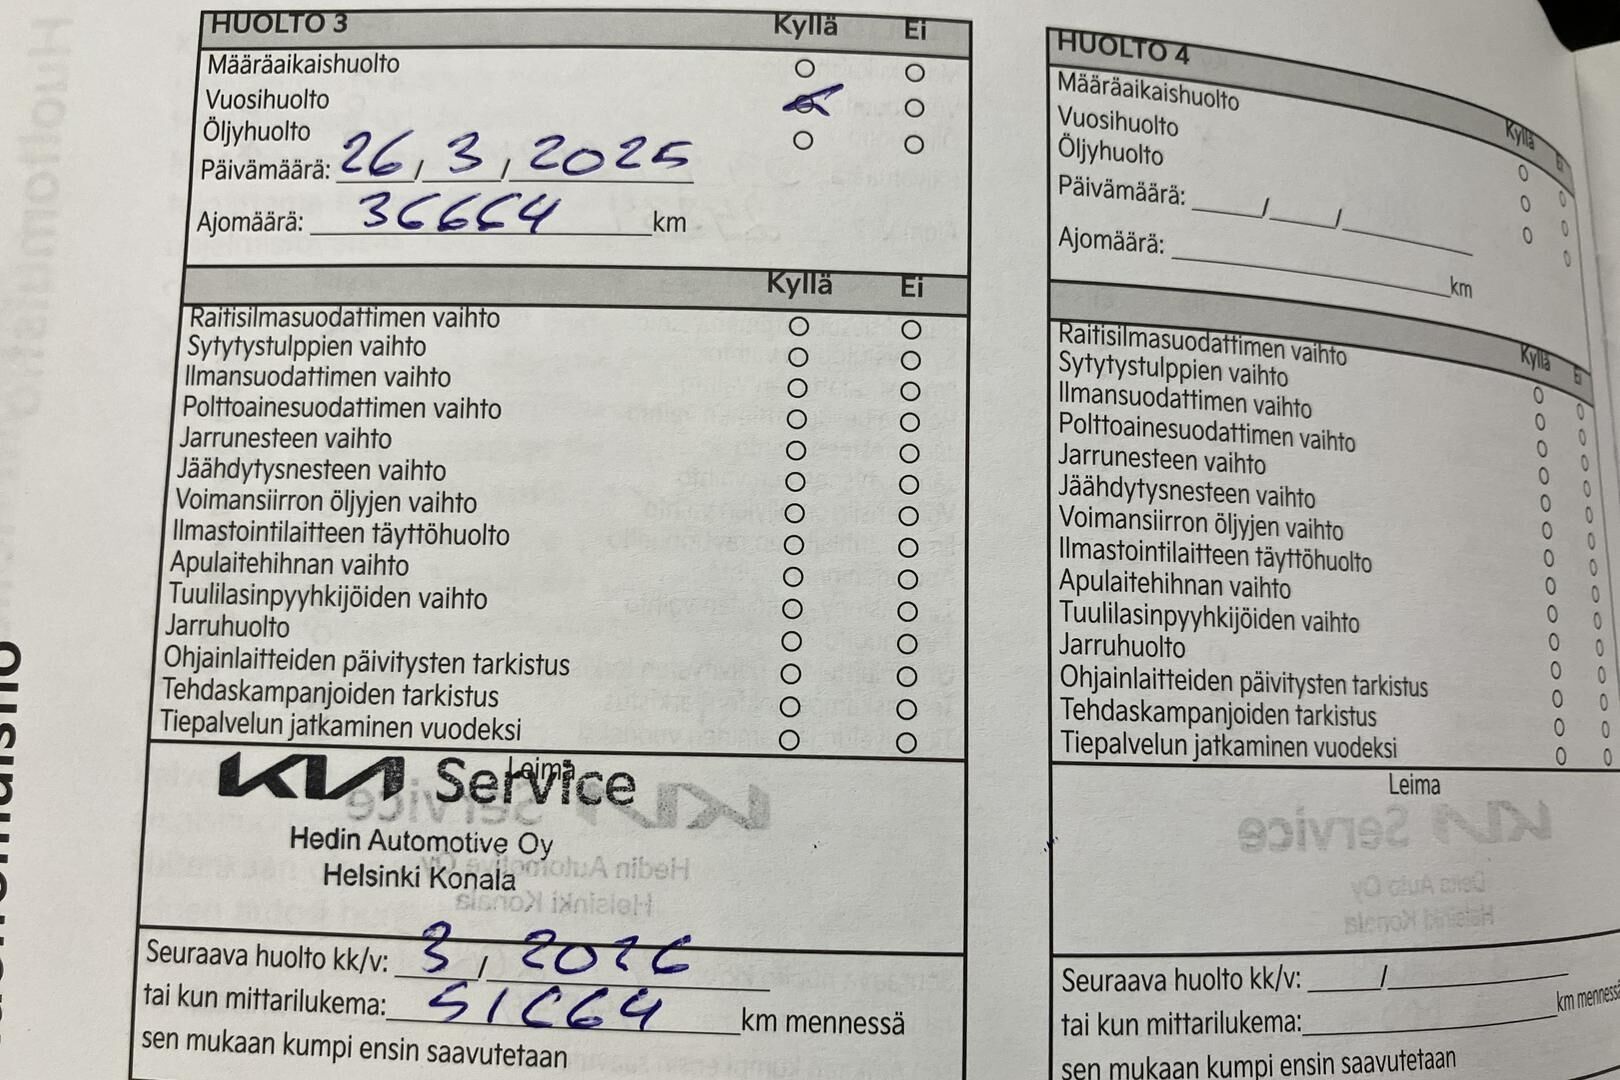 HUOLTO 3 Kyllä Ei
Määräaikaishuolto
Vuosihuolto
Öljyhuolto
Päivämäärä: 26 / 3 / 2025
Ajomäärä: 36664 km
Kyllä Ei
Raitisilmasuodattimen vaihto
Sytytystulppien vaihto
Ilmansuodattimen vaihto
Polttoainesuodattimen vaihto
Jarrunesteen vaihto
Jäähdytysnesteen vaihto
Voimansiirron öljyjen vaihto
Ilmastointilaitteen täyttöhuolto
Apulaitehihnan vaihto
Tuulilasinpyyhkijöiden vaihto
Jarruhuolto
Ohjainlaitteiden päivitysten tarkistus
Tehdaskampanjoiden tarkistus
Tiepalvelun jatkaminen vuodeksi
Leima
KIA Service
Hedin Automotive Oy
Helsinki Konala
Seuraava huolto kk/v: 3 / 2026
tai kun mittarilukema: 51664 km mennessä
sen mukaan kumpi ensin saavutetaan
HUOLTO 4 Kyllä Ei
Määräaikaishuolto
Vuosihuolto
Öljyhuolto
Päivämäärä: / /
Ajomäärä: km
Kyllä Ei
Raitisilmasuodattimen vaihto
Sytytystulppien vaihto
Ilmansuodattimen vaihto
Polttoainesuodattimen vaihto
Jarrunesteen vaihto
Jäähdytysnesteen vaihto
Voimansiirron öljyjen vaihto
Ilmastointilaitteen täyttöhuolto
Apulaitehihnan vaihto
Tuulilasinpyyhkijöiden vaihto
Jarruhuolto
Ohjainlaitteiden päivitysten tarkistus
Tehdaskampanjoiden tarkistus
Tiepalvelun jatkaminen vuodeksi
Leima
Seuraava huolto kk/v: /
tai kun mittarilukema: km mennessä
sen mukaan kumpi ensin saavutetaan